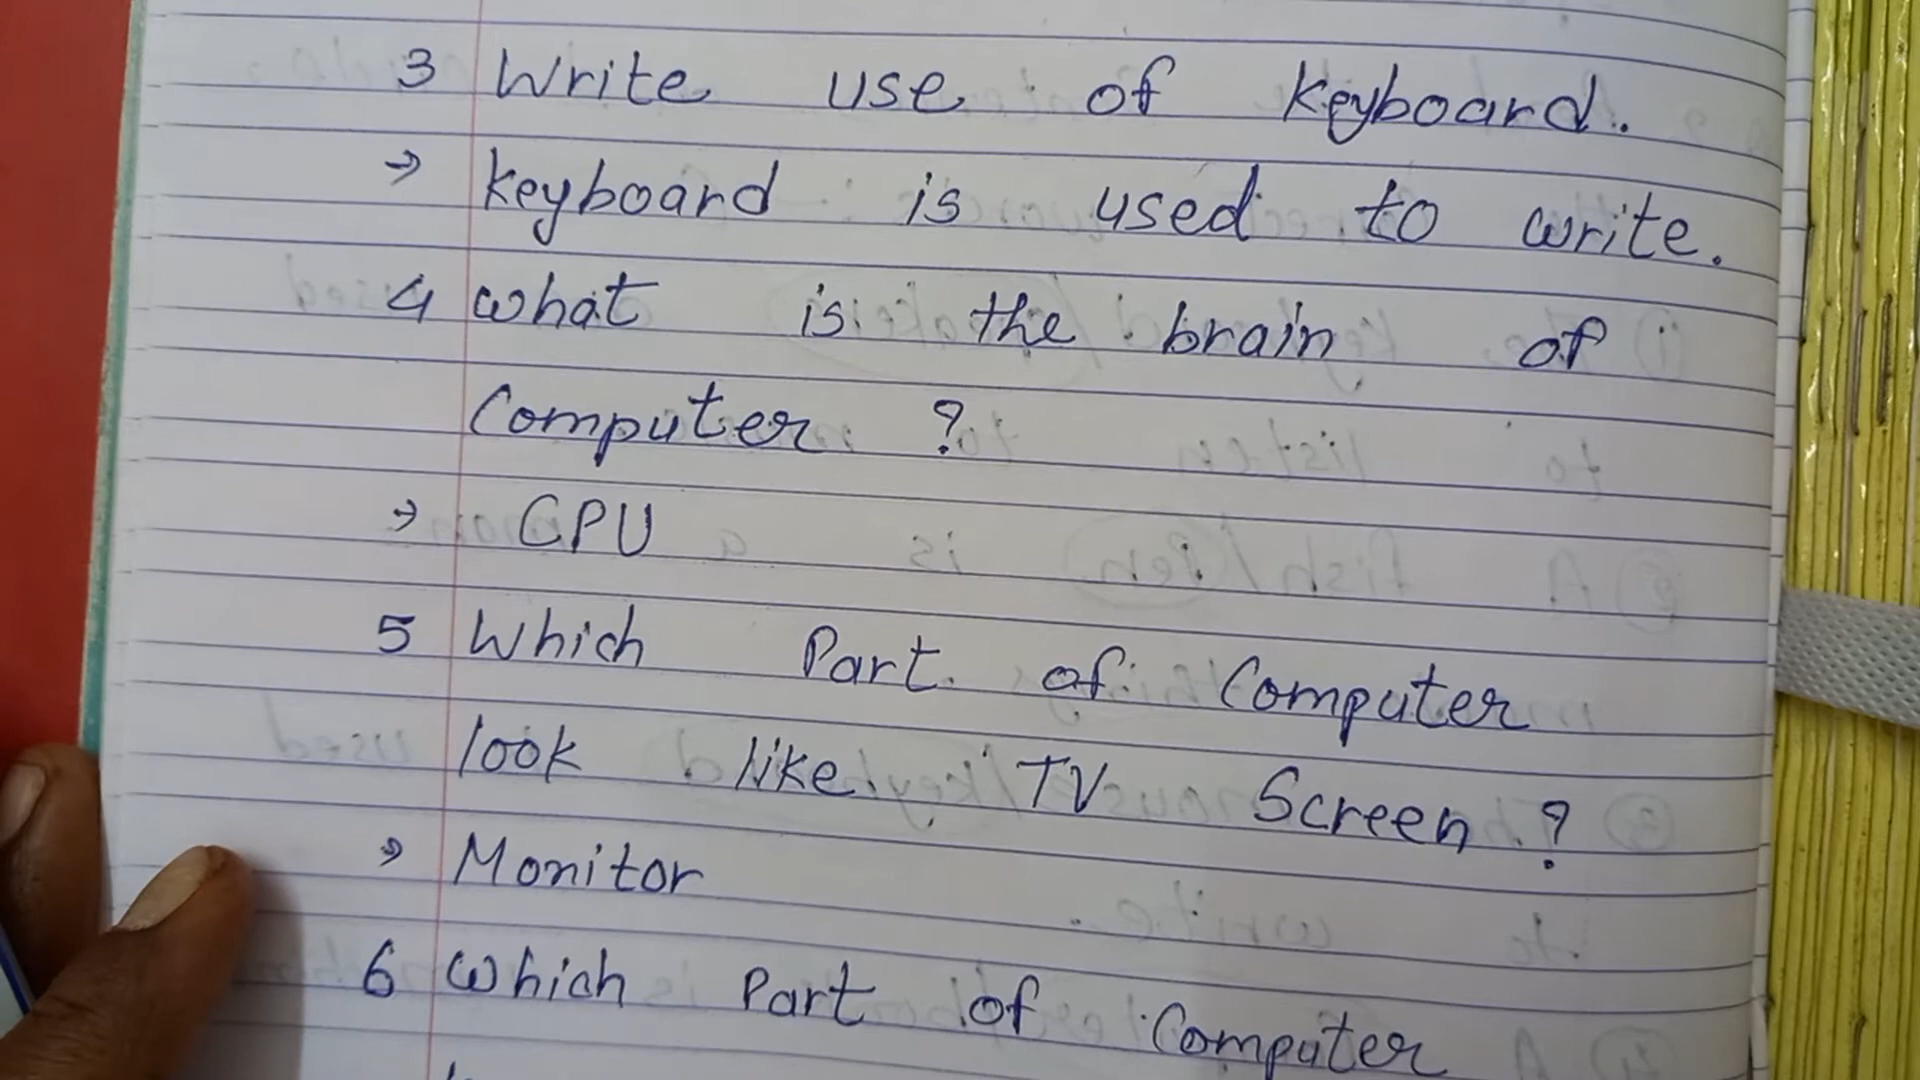 3 Write use of keyboard.
→ keyboard is used to write.
4 what is the brain of
Computer ?
→ CPU
5 Which Part of Computer
look like TV Screen ?
→ Monitor
6 Which Part of Computer